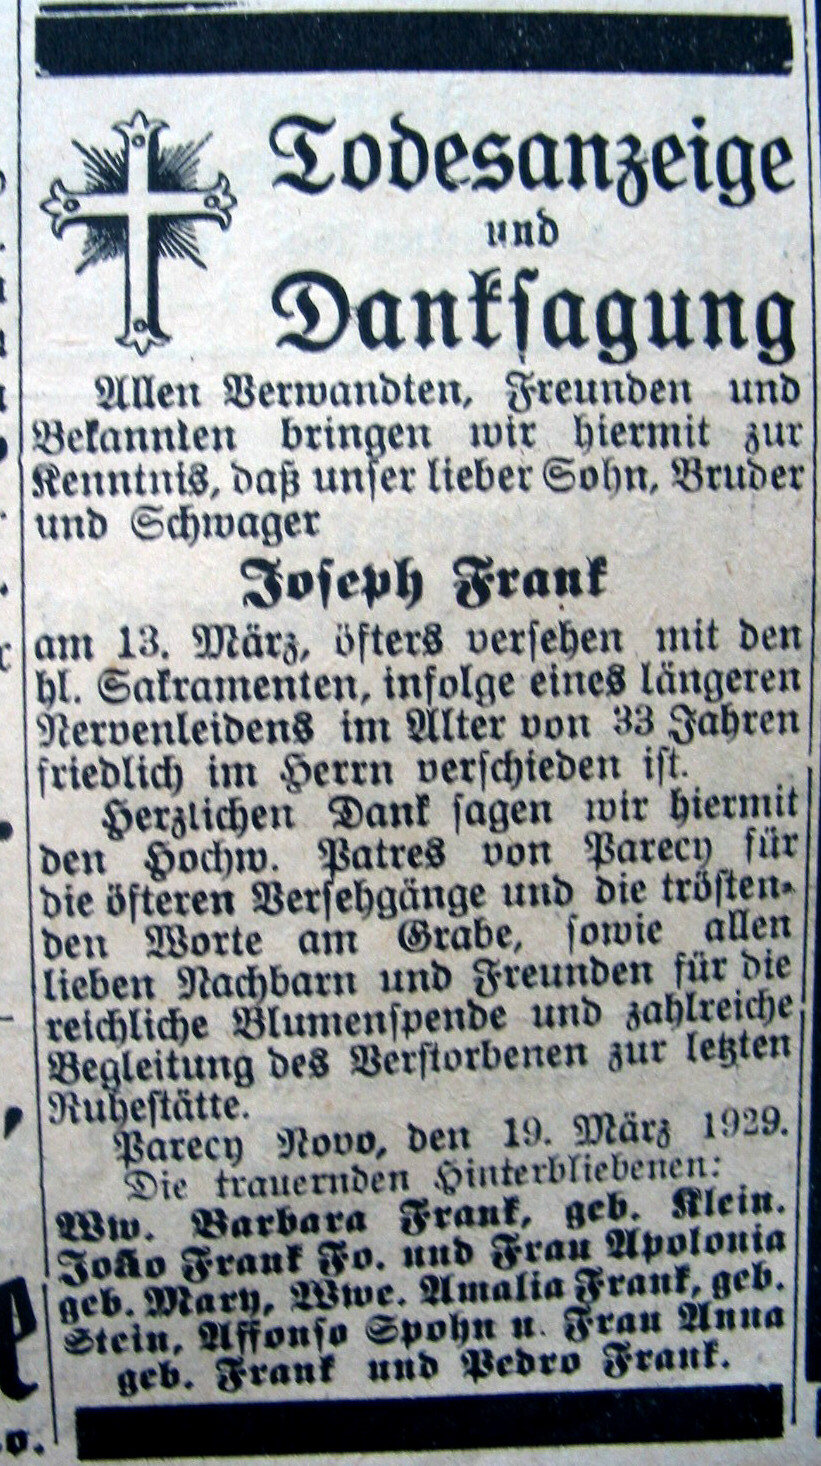 Todesanzeige
und
Dankſagung
Allen Verwandten, Freunden und
Bekannten bringen wir hiermit zur
Kenntnis, daß unſer lieber Sohn, Bruder
und Schwager
Joſeph Frank
am 13. März, öfters verſehen mit den
hl. Sakramenten, infolge eines längeren
Nervenleidens im Alter von 33 Jahren
friedlich im Herrn verſchieden iſt.
Herzlichen Dank ſagen wir hiermit
den Hochw. Patres von Parecy für
die öfteren Verſehgänge und die tröſten-
den Worte am Grabe, ſowie allen
lieben Nachbarn und Freunden für die
reichliche Blumenſpende und zahlreiche
Begleitung des Verſtorbenen zur letzten
Ruheſtätte.
Parecy Novo, den 19. März 1929.
Die trauernden Hinterbliebenen:
Ww. Barbara Frank, geb. Klein.
João Frank Fo. und Frau Apolonia
geb. Mary, Wwe. Amalia Frank, geb.
Stein, Affonſo Spohn u. Frau Anna
geb. Frank und Pedro Frank.